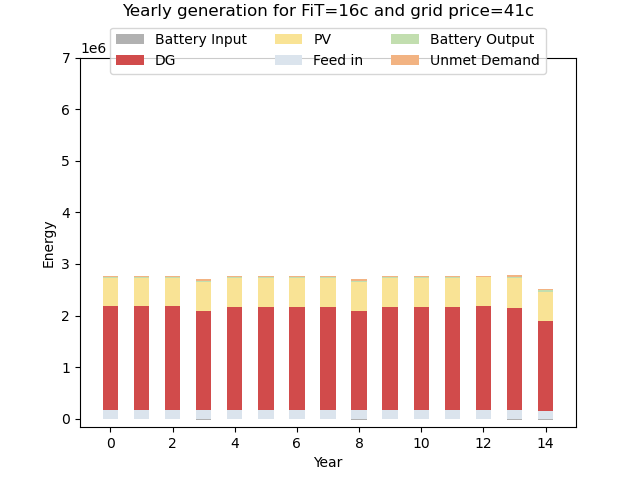 Yearly generation for FiT=16c and grid price=41c
1e6
Battery Input
PV
Battery Output
DG
Feed in
Unmet Demand
7
6
5
4
3
2
1
0
Energy
0 2 4 6 8 10 12 14
Year